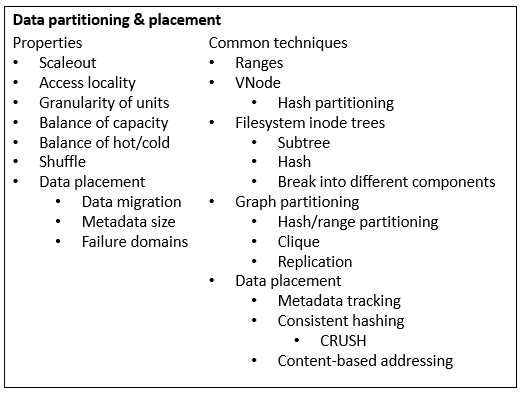 Data partitioning & placement
Properties
• Scaleout
• Access locality
• Granularity of units
• Balance of capacity
• Balance of hot/cold
• Shuffle
• Data placement
• Data migration
• Metadata size
• Failure domains
Common techniques
• Ranges
• VNode
• Hash partitioning
• Filesystem inode trees
• Subtree
• Hash
• Break into different components
• Graph partitioning
• Hash/range partitioning
• Clique
• Replication
• Data placement
• Metadata tracking
• Consistent hashing
• CRUSH
• Content-based addressing